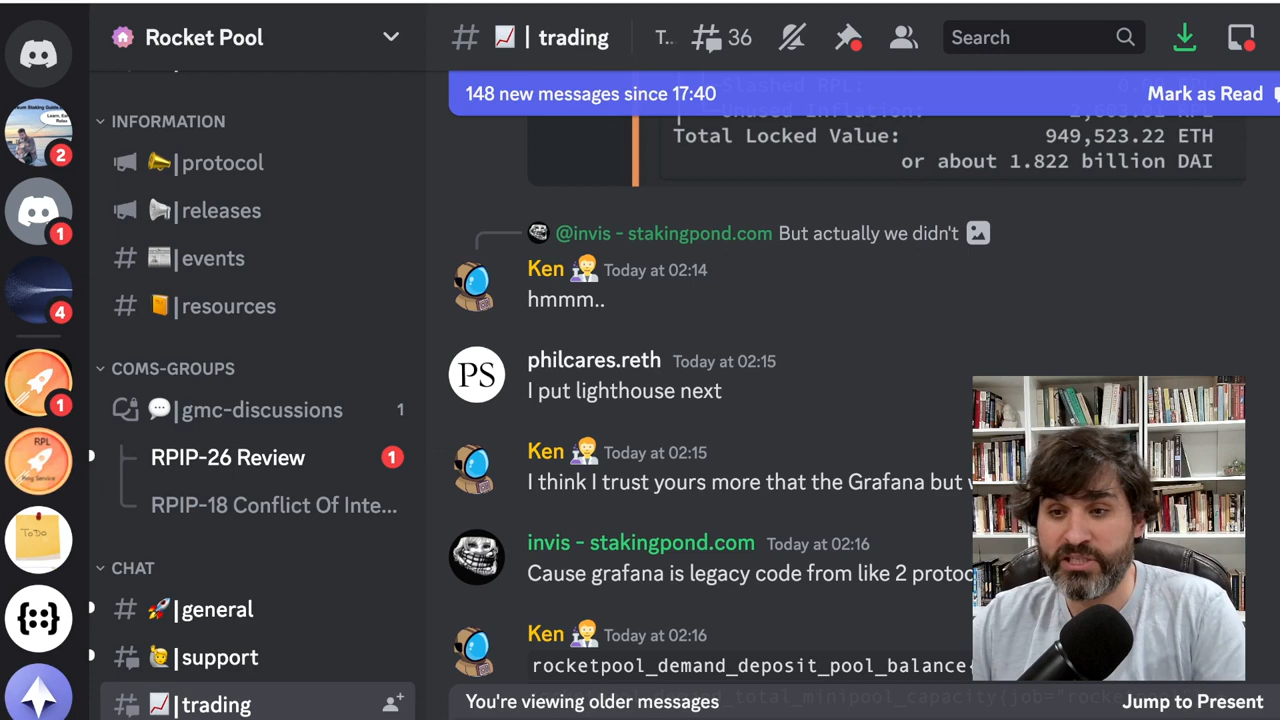 Rocket Pool
| trading
T...
36
Search
148 new messages since 17:40
Mark as Read
Slashed RPL:
Total Locked Value: 949,523.22 ETH
or about 1.822 billion DAI
INFORMATION
|protocol
|releases
|events
|resources
COMS-GROUPS
|gmc-discussions 1
RPIP-26 Review 1
RPIP-18 Conflict Of Inte...
CHAT
|general
|support
|trading
2
1
4
1
RPL
ToDo
@invis - stakingpond.com But actually we didn't
Ken Today at 02:14
hmmm..
PS
philcares.reth Today at 02:15
I put lighthouse next
Ken Today at 02:15
I think I trust yours more that the Grafana but
invis - stakingpond.com Today at 02:16
Cause grafana is legacy code from like 2 protoc
Ken Today at 02:16
rocketpool_demand_deposit_pool_balance{
You're viewing older messages
Jump to Present